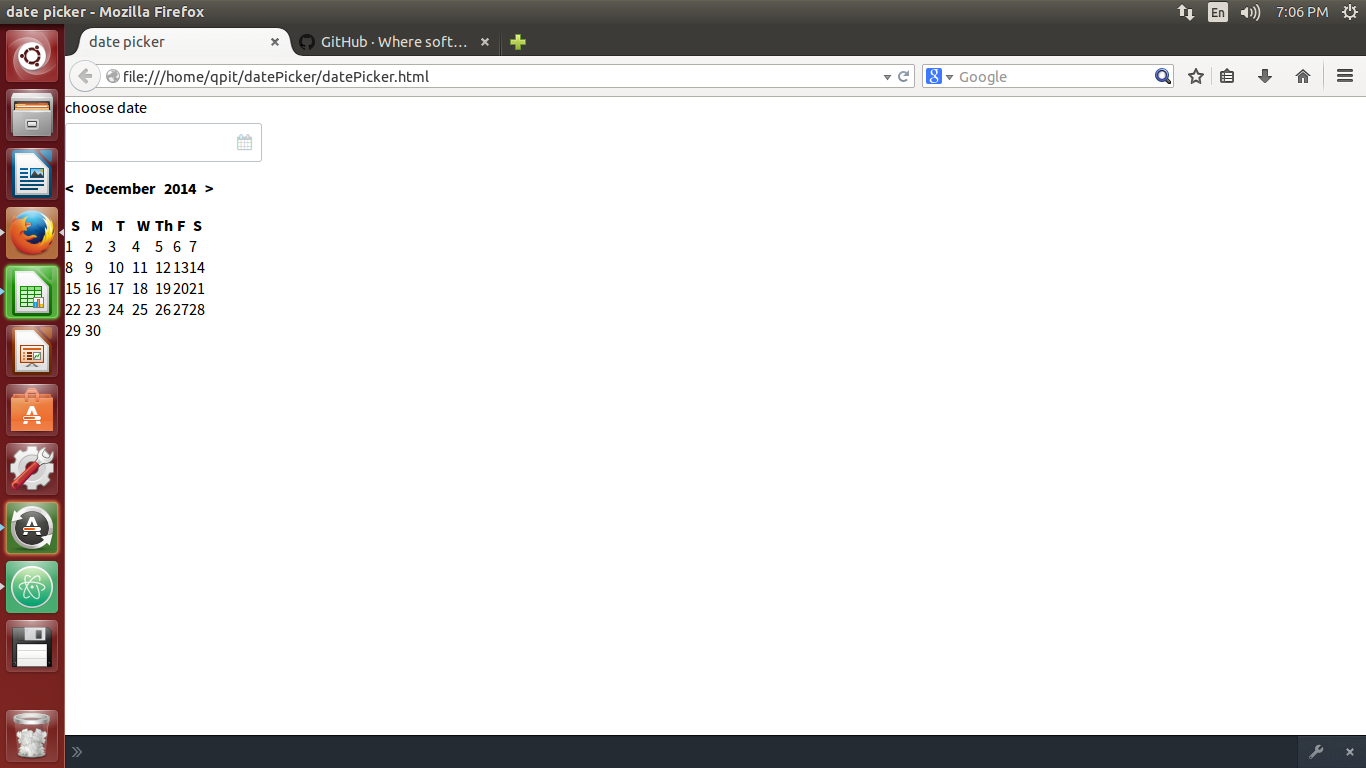 date picker - Mozilla Firefox
En
7:06 PM
date picker
GitHub · Where soft...
file:///home/qpit/datePicker/datePicker.html
Google
choose date
< December 2014 >
S M T W Th F S
1 2 3 4 5 6 7
8 9 10 11 12 13 14
15 16 17 18 19 20 21
22 23 24 25 26 27 28
29 30